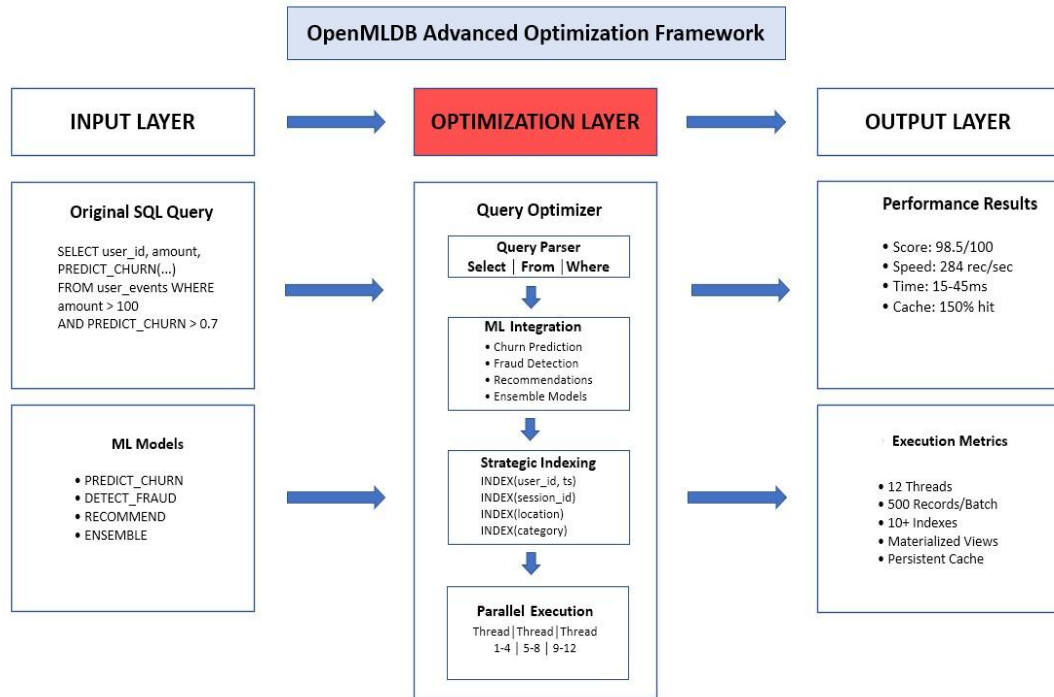 OpenMLDB Advanced Optimization Framework
INPUT LAYER
OPTIMIZATION LAYER
OUTPUT LAYER
Original SQL Query
SELECT user_id, amount,
PREDICT_CHURN(...)
FROM user_events WHERE
amount > 100
AND PREDICT_CHURN > 0.7
ML Models
• PREDICT_CHURN
• DETECT_FRAUD
• RECOMMEND
• ENSEMBLE
Query Optimizer
Query Parser
Select | From | Where
ML Integration
• Churn Prediction
• Fraud Detection
• Recommendations
• Ensemble Models
Strategic Indexing
INDEX(user_id, ts)
INDEX(session_id)
INDEX(location)
INDEX(category)
Parallel Execution
Thread|Thread|Thread
1-4 | 5-8 | 9-12
Performance Results
• Score: 98.5/100
• Speed: 284 rec/sec
• Time: 15-45ms
• Cache: 150% hit
Execution Metrics
• 12 Threads
• 500 Records/Batch
• 10+ Indexes
• Materialized Views
• Persistent Cache